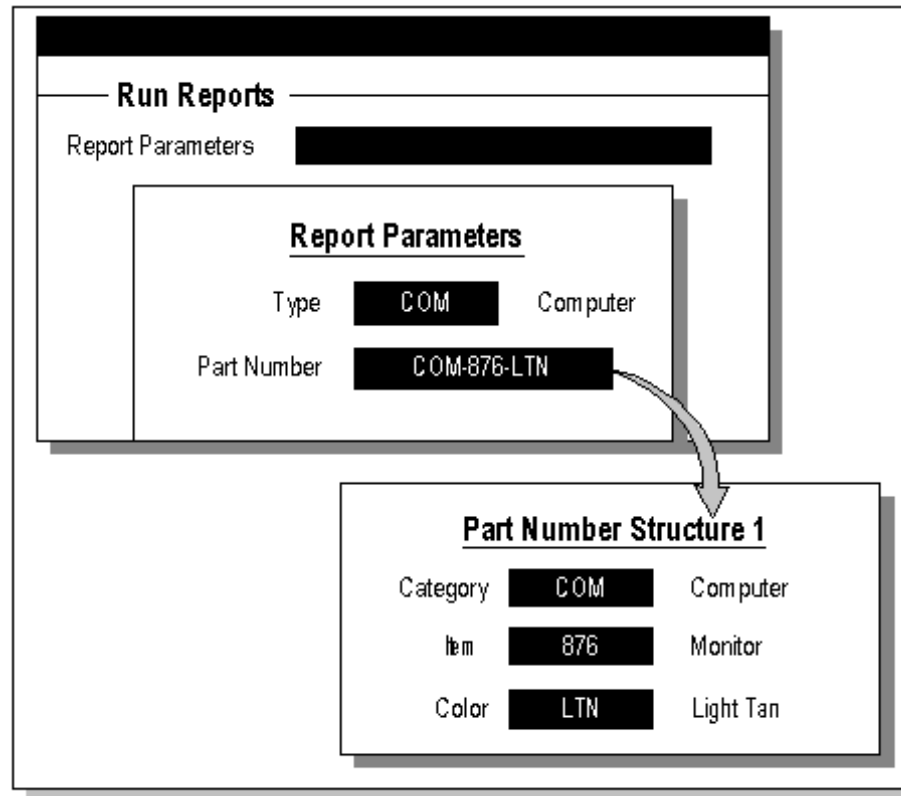 Run Reports
Report Parameters
Report Parameters
Type COM Computer
Part Number COM-876-LTN
Part Number Structure 1
Category COM Computer
Item 876 Monitor
Color LTN Light Tan